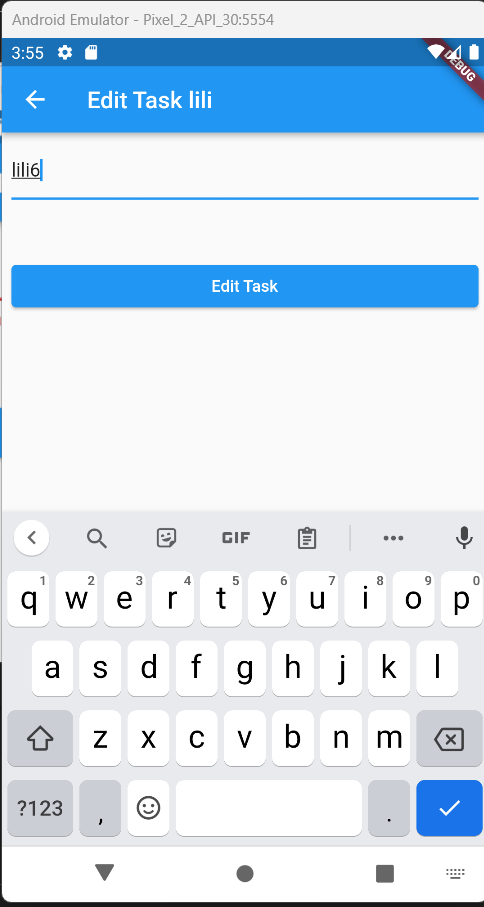 Android Emulator - Pixel_2_API_30:5554
3:55
DEBUG
Edit Task lili
lili6
Edit Task
GIF
1 2 3 4 5 6 7 8 9 0
q w e r t y u i o p
a s d f g h j k l
z x c v b n m
?123 , .